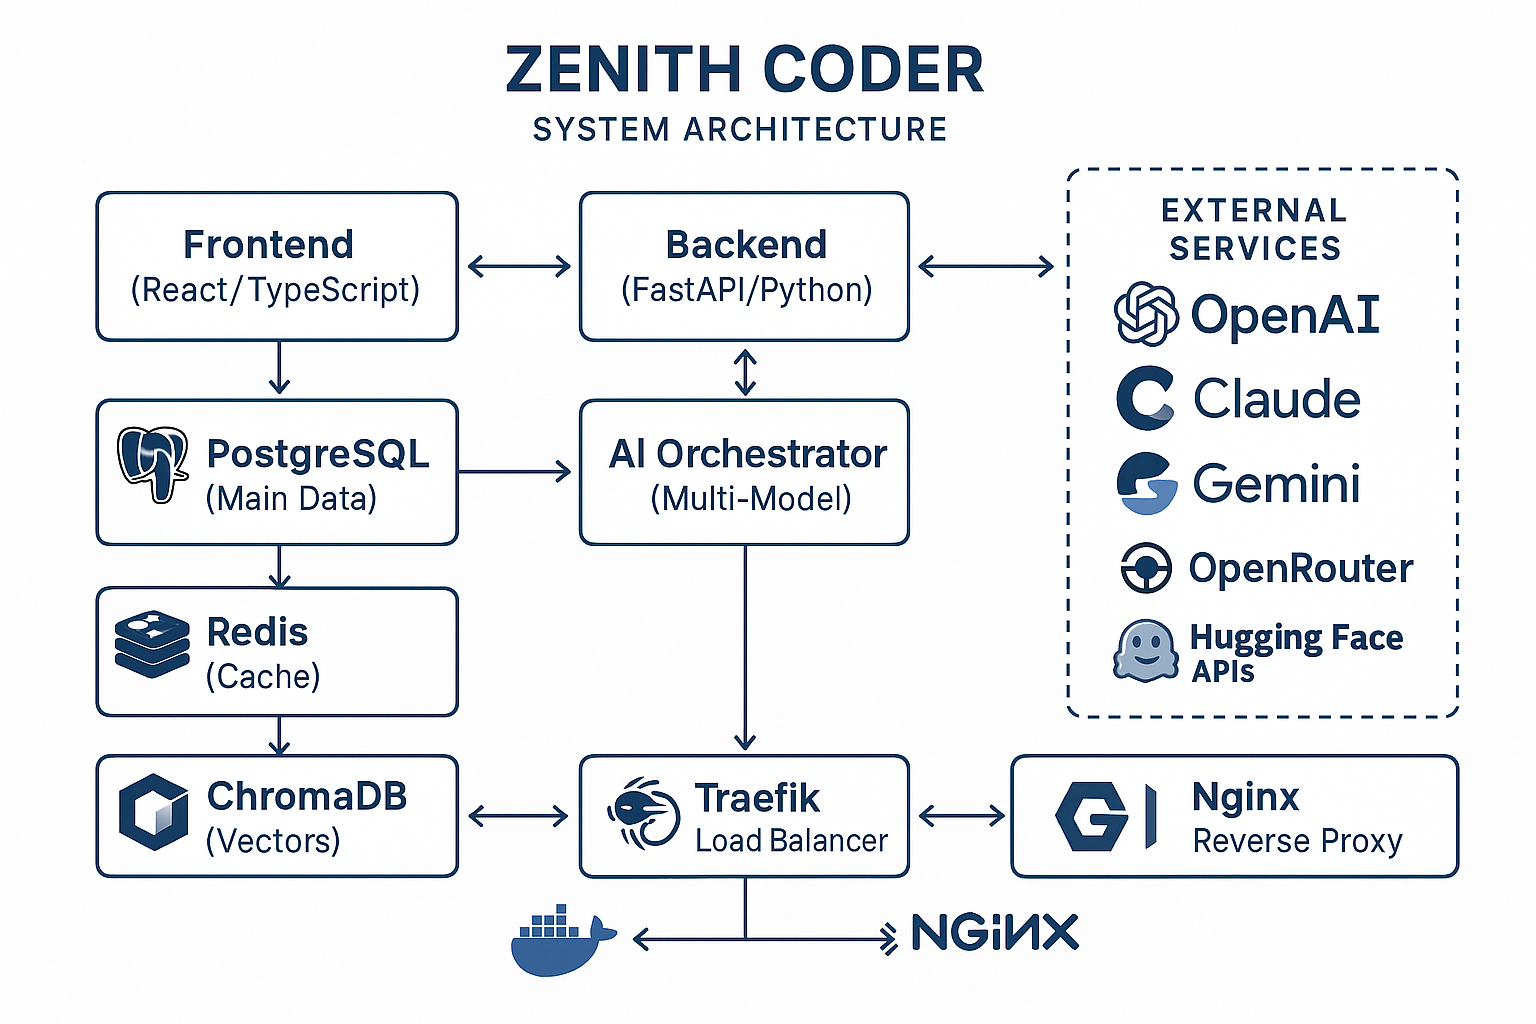 ZENITH CODER
SYSTEM ARCHITECTURE
Frontend
(React/TypeScript)
Backend
(FastAPI/Python)
EXTERNAL
SERVICES
OpenAI
Claude
Gemini
OpenRouter
Hugging Face
APIs
PostgreSQL
(Main Data)
AI Orchestrator
(Multi-Model)
Redis
(Cache)
ChromaDB
(Vectors)
Traefik
Load Balancer
G
Nginx
Reverse Proxy
NGiNX